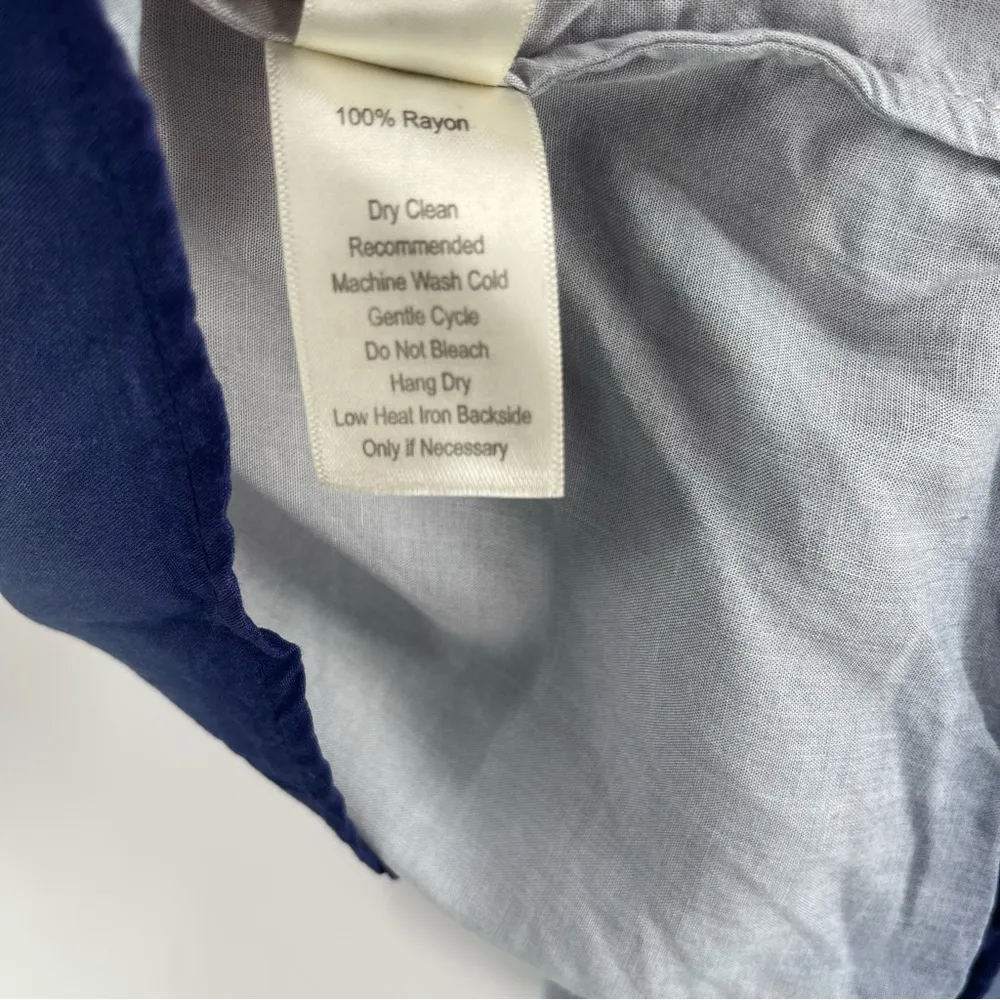 100% Rayon
Dry Clean
Recommended
Machine Wash Cold
Gentle Cycle
Do Not Bleach
Hang Dry
Low Heat Iron Backside
Only if Necessary